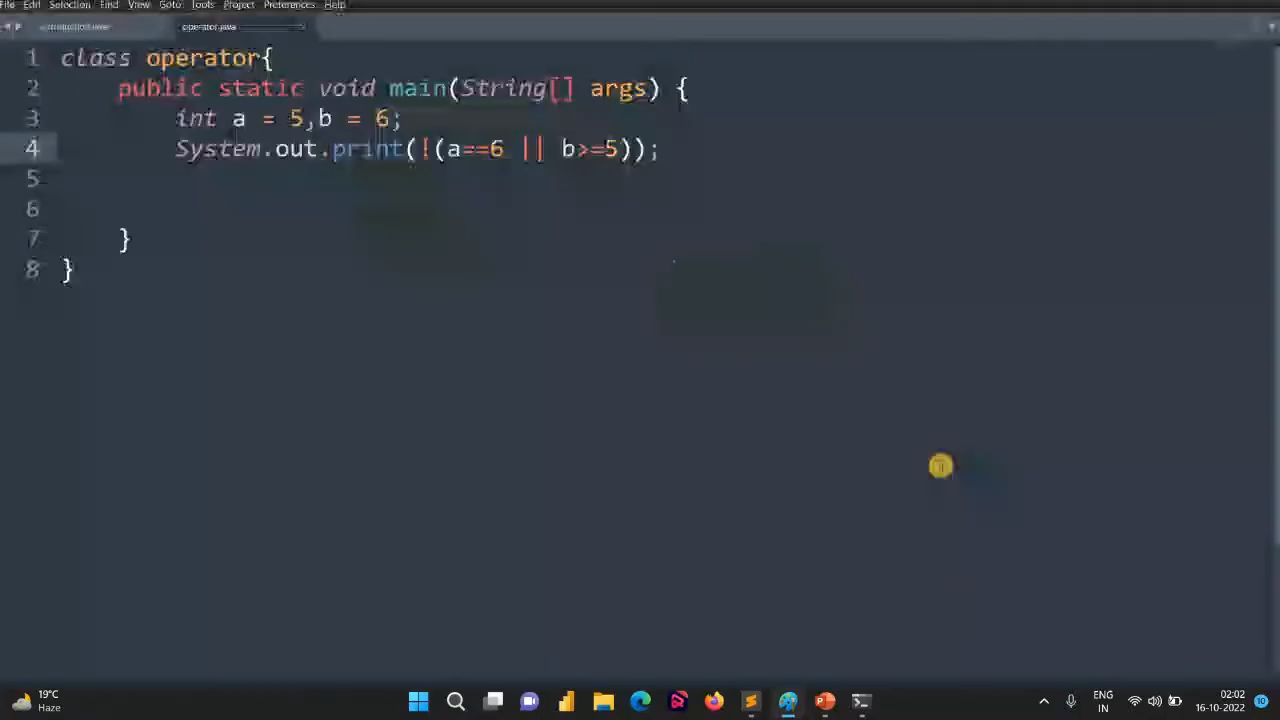 File Edit Selection Find View Goto Tools Project Preferences Help
operator.java
1 class operator{
2 public static void main(String[] args) {
3 int a = 5,b = 6;
4 System.out.print(!(a==6 || b>=5));
5
6
7 }
8 }
19°C
Haze
ENG
IN
02:02
16-10-2022
10